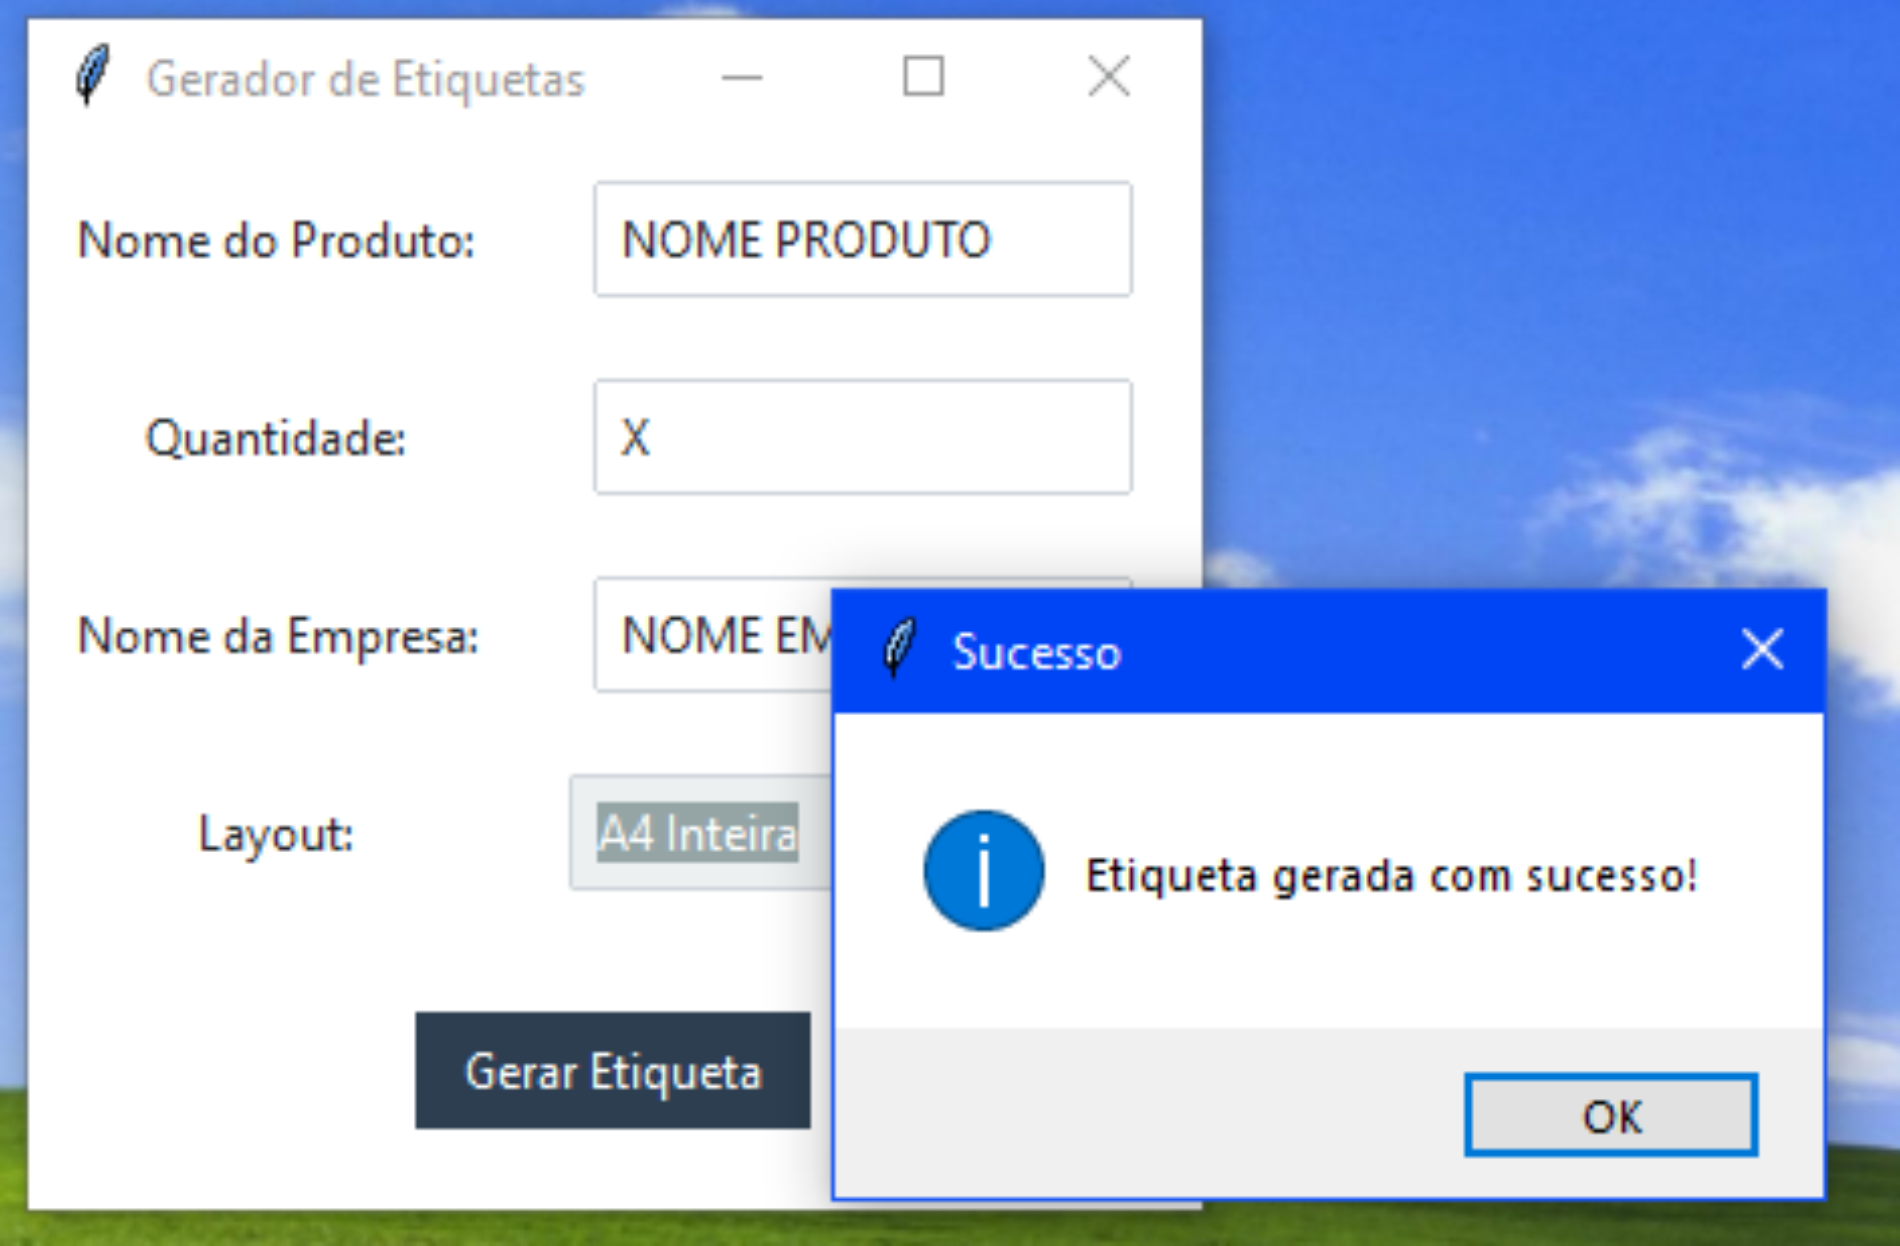 Gerador de Etiquetas
Nome do Produto:
NOME PRODUTO
Quantidade:
X
Nome da Empresa:
NOME EM
Layout:
A4 Inteira
Gerar Etiqueta
Sucesso
Etiqueta gerada com sucesso!
OK